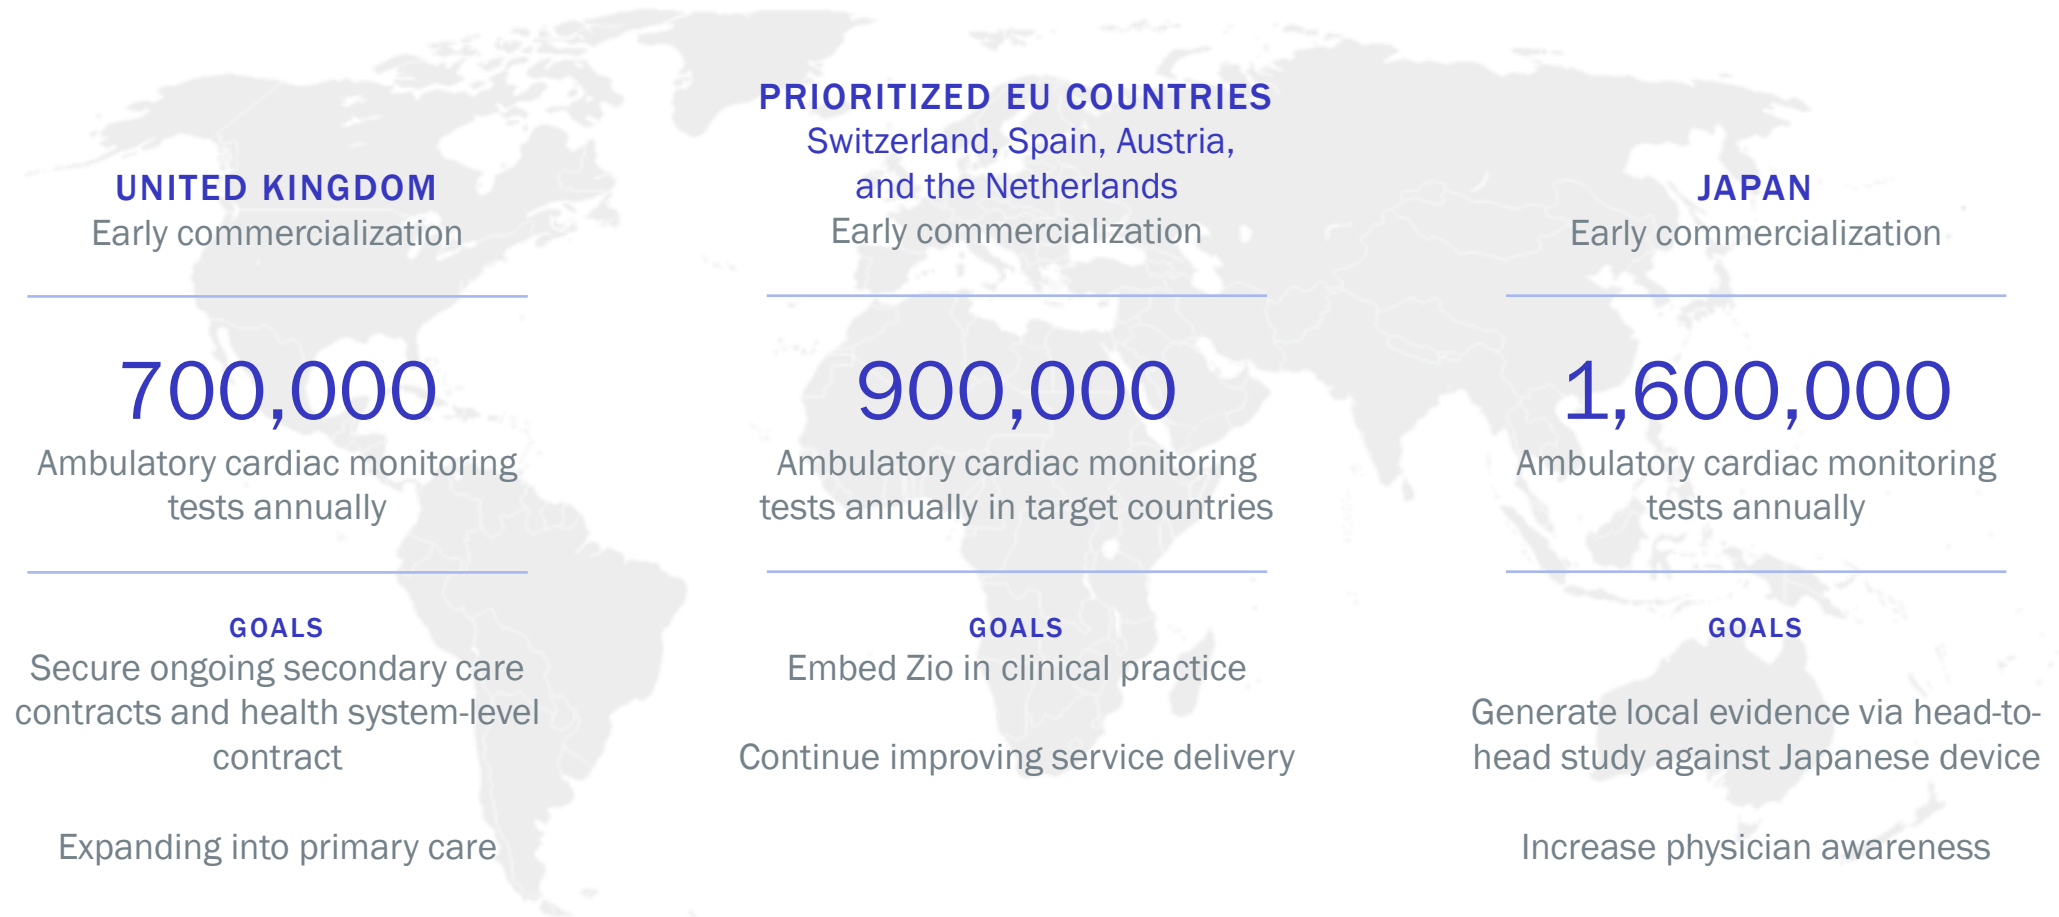 UNITED KINGDOM
Early commercialization
700,000
Ambulatory cardiac monitoring
tests annually
GOALS
Secure ongoing secondary care
contracts and health system-level
contract
Expanding into primary care
PRIORITIZED EU COUNTRIES
Switzerland, Spain, Austria,
and the Netherlands
Early commercialization
900,000
Ambulatory cardiac monitoring
tests annually in target countries
GOALS
Embed Zio in clinical practice
Continue improving service delivery
JAPAN
Early commercialization
1,600,000
Ambulatory cardiac monitoring
tests annually
GOALS
Generate local evidence via head-to-
head study against Japanese device
Increase physician awareness